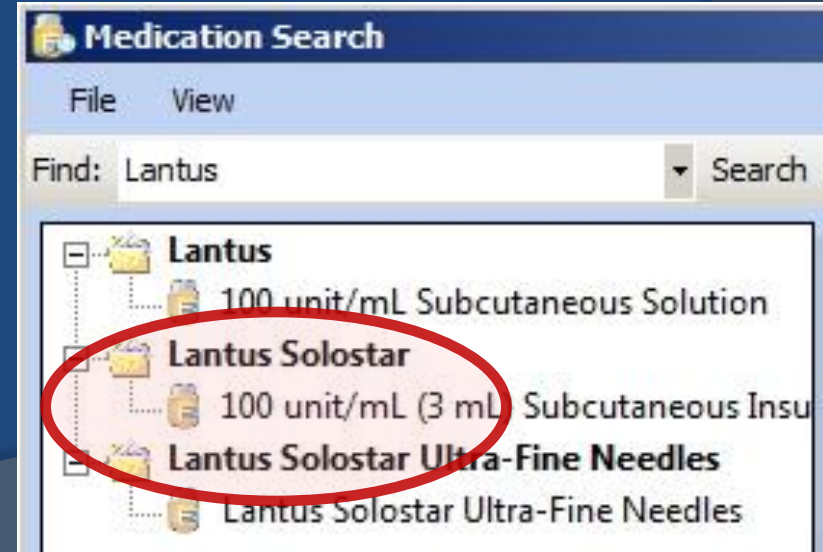 Medication Search
File View
Find: Lantus Search
Lantus
100 unit/mL Subcutaneous Solution
Lantus Solostar
100 unit/mL (3 mL) Subcutaneous Insu
Lantus Solostar Ultra-Fine Needles
Lantus Solostar Ultra-Fine Needles